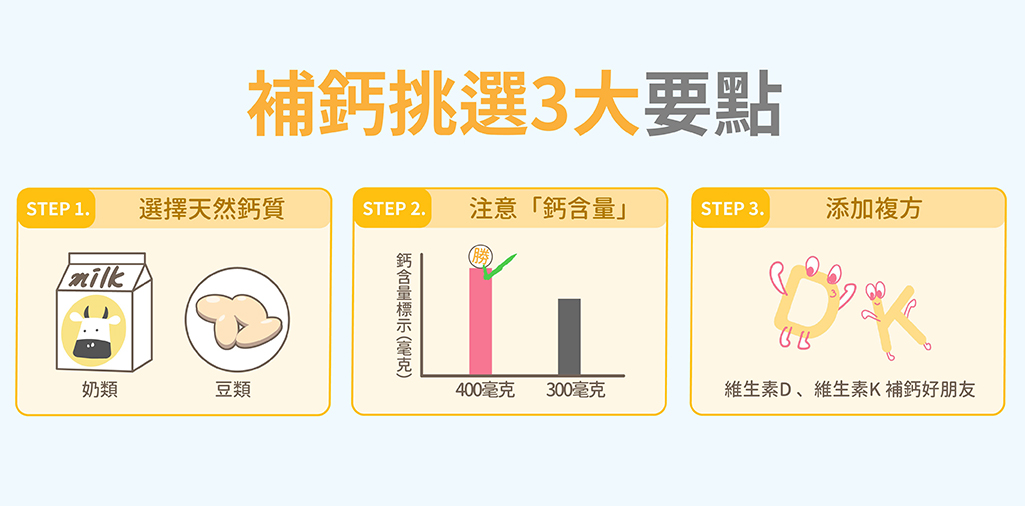 補鈣挑選3大要點
STEP 1.
選擇天然鈣質
milk
奶類
豆類
STEP 2.
注意「鈣含量」
鈣含量標示(毫克)
勝
400毫克
300毫克
STEP 3.
添加複方
D K
維生素D、維生素K 補鈣好朋友